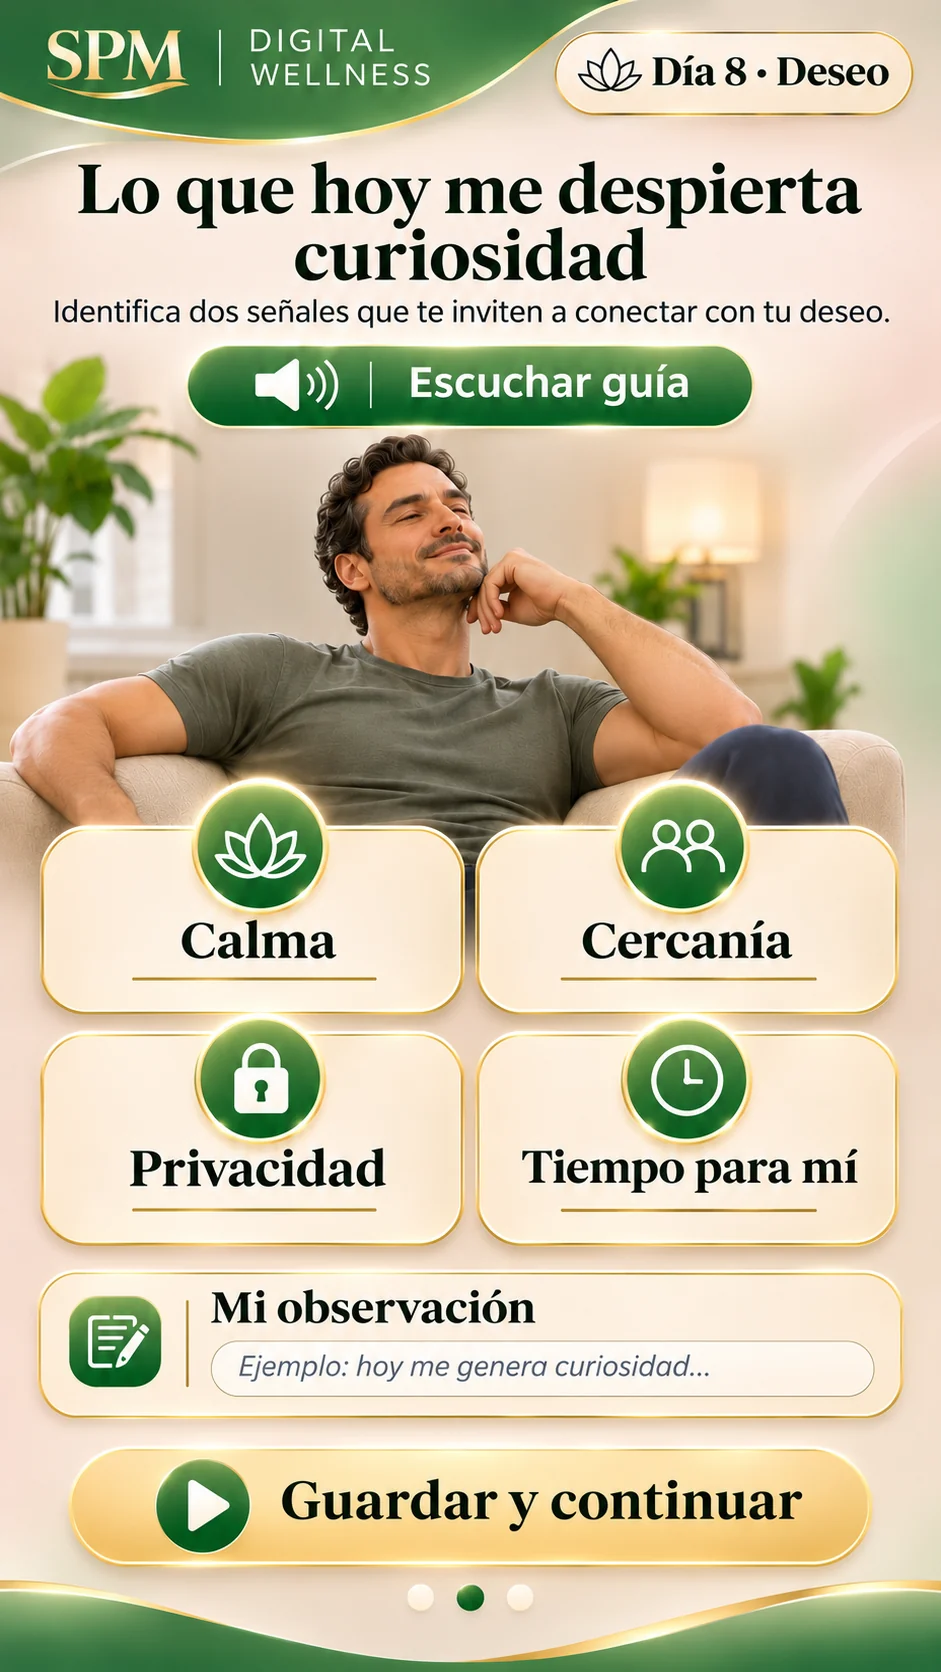 SPM
DIGITAL
WELLNESS
Día 8 • Deseo
Lo que hoy me despierta
curiosidad
Identifica dos señales que te inviten a conectar con tu deseo.
Escuchar guía
Calma
Cercanía
Privacidad
Tiempo para mí
Mi observación
Ejemplo: hoy me genera curiosidad...
Guardar y continuar